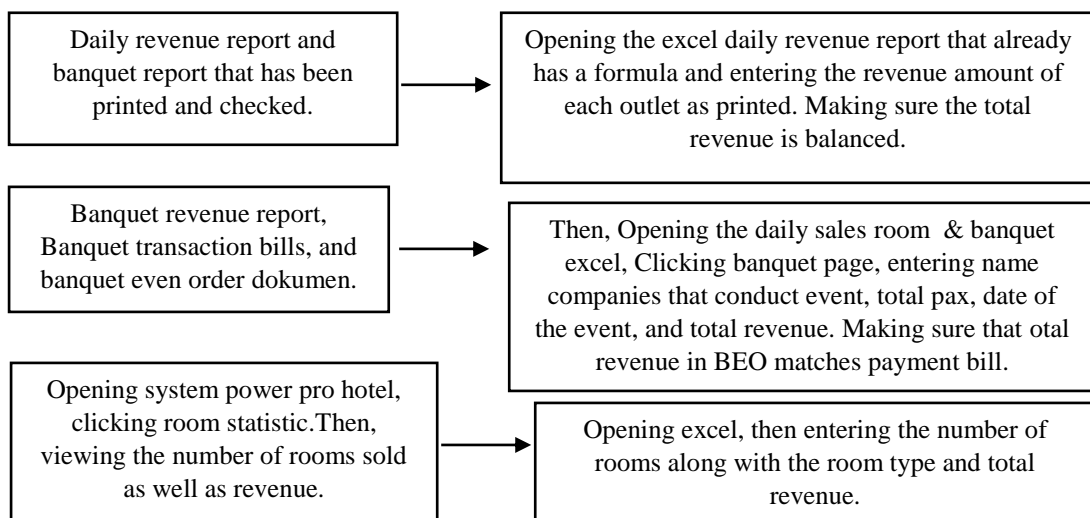 Daily revenue report and
banquet report that has been
printed and checked.
Opening the excel daily revenue report that already
has a formula and entering the revenue amount of
each outlet as printed. Making sure the total
revenue is balanced.
Banquet revenue report,
Banquet transaction bills, and
banquet even order dokumen.
Then, Opening the daily sales room & banquet
excel, Clicking banquet page, entering name
companies that conduct event, total pax, date of
the event, and total revenue. Making sure that otal
revenue in BEO matches payment bill.
Opening system power pro hotel,
clicking room statistic.Then,
viewing the number of rooms sold
as well as revenue.
Opening excel, then entering the number of
rooms along with the room type and total
revenue.